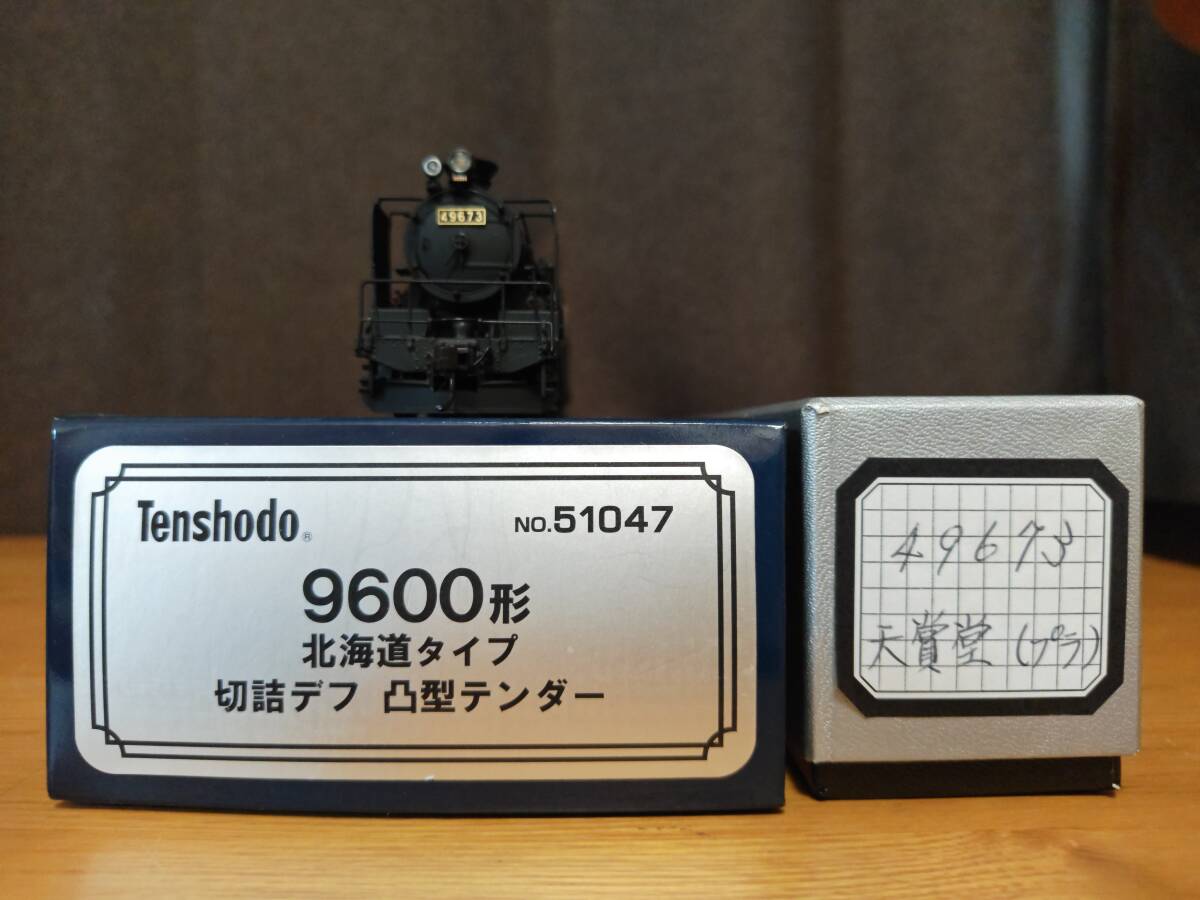 49673
Tenshodo®
NO.51047
9600形
北海道タイプ
切詰デフ 凸型テンダー
49673
天賞堂(プラ)